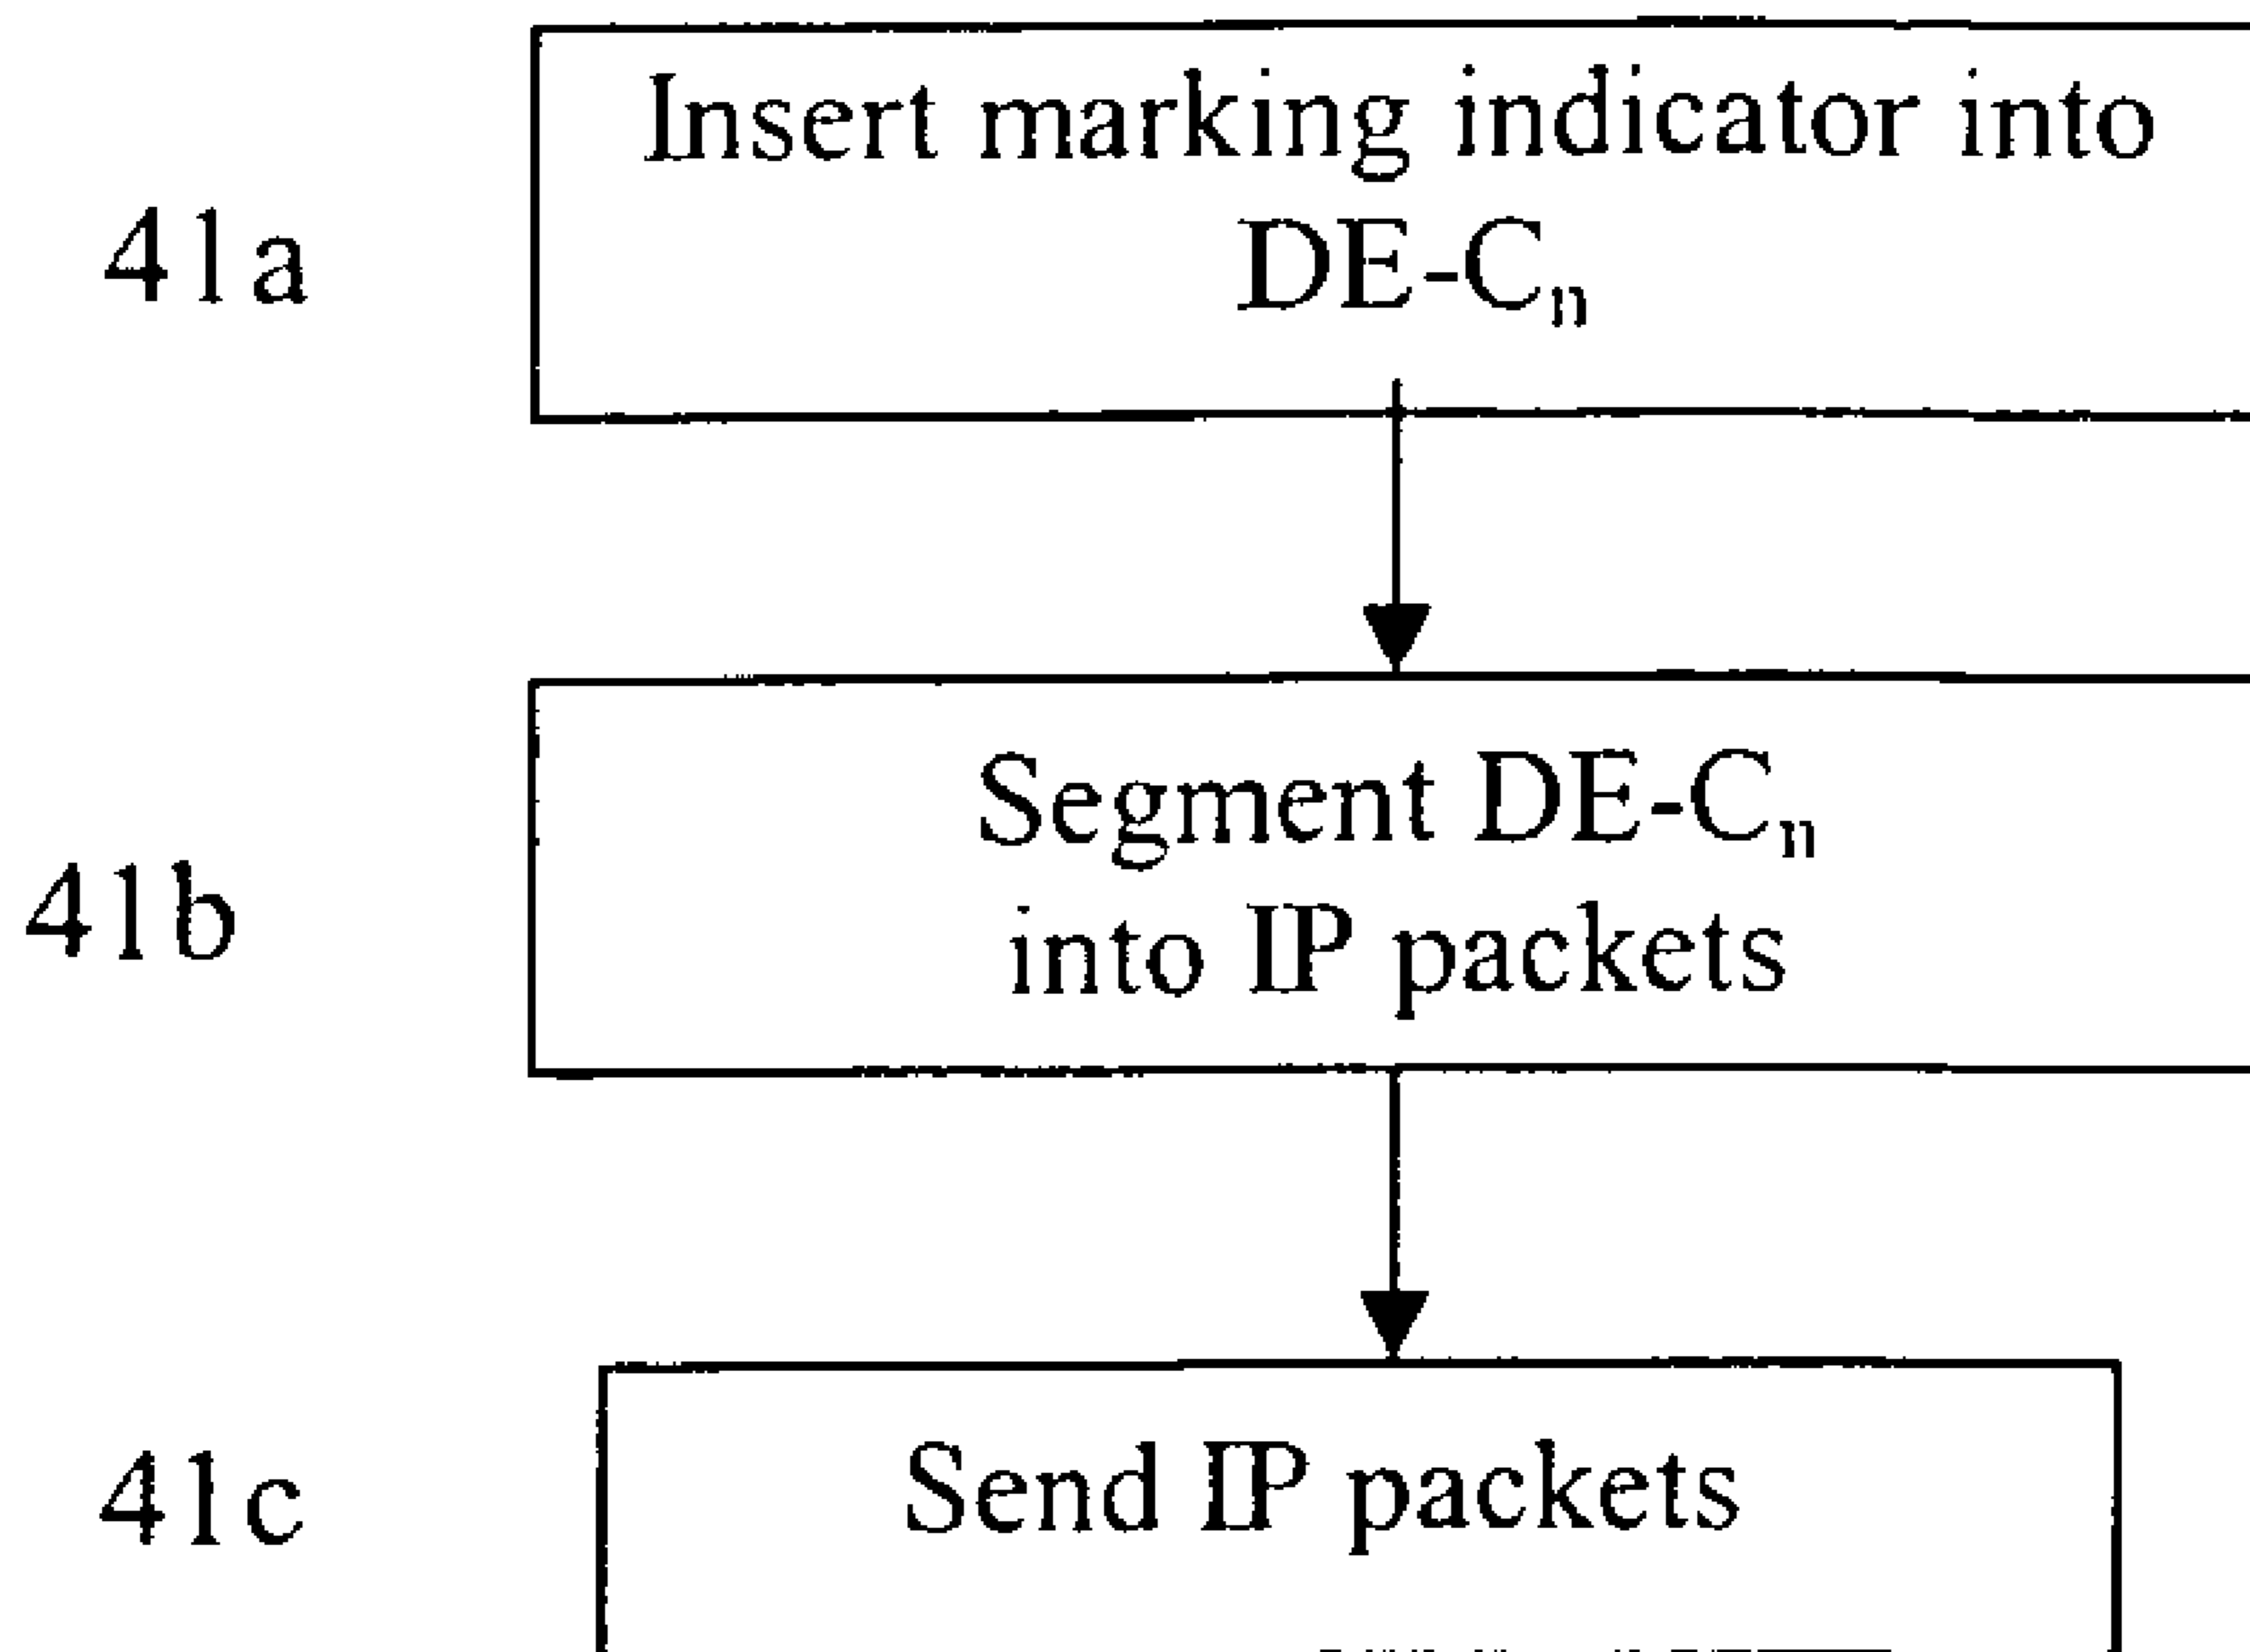 41a
Insert marking indicator into
DE-Cₙ
41b
Segment DE-Cₙ
into IP packets
41c
Send IP packets